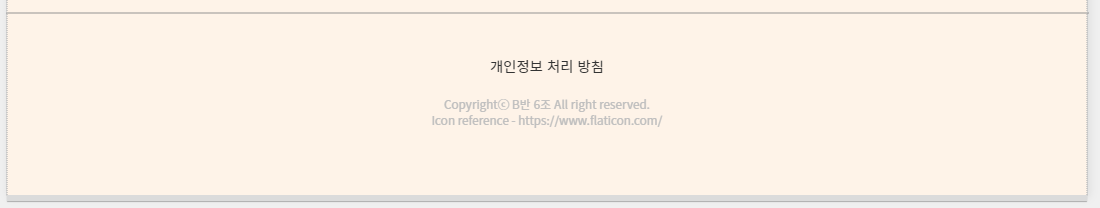 개인정보 처리 방침
Copyrightⓒ B반 6조 All right reserved.
Icon reference - https://www.flaticon.com/